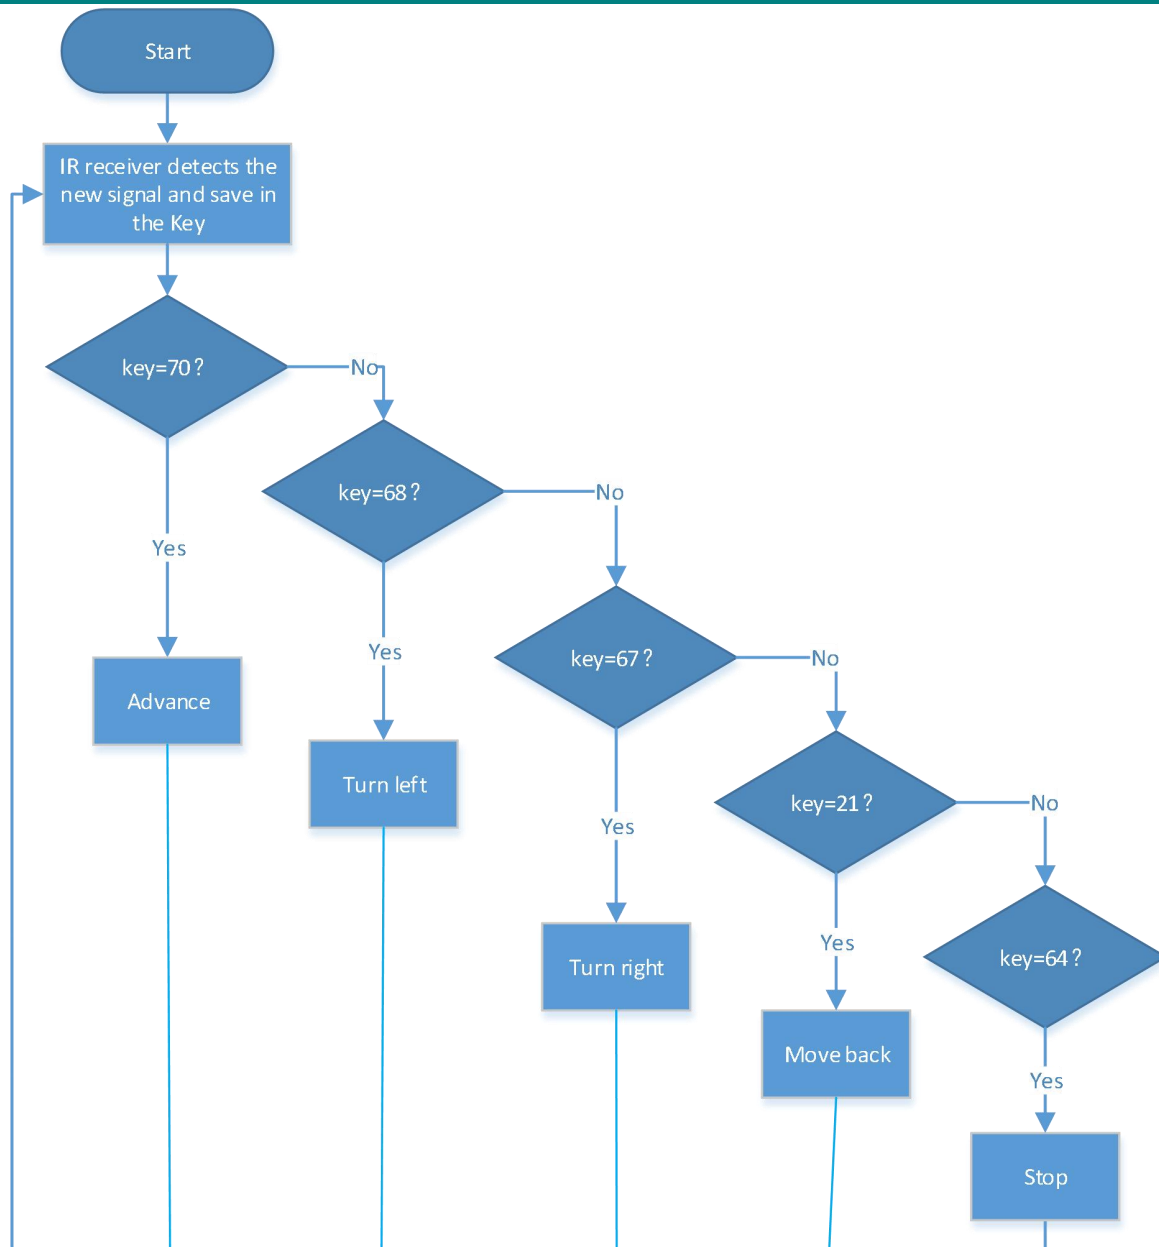 Start
IR receiver detects the
new signal and save in
the Key
key=70?
No
key=68?
No
Yes
key=67?
Yes
No
Advance
Turn left
key=21?
No
Yes
Yes
key=64?
Turn right
Move back
Yes
Stop